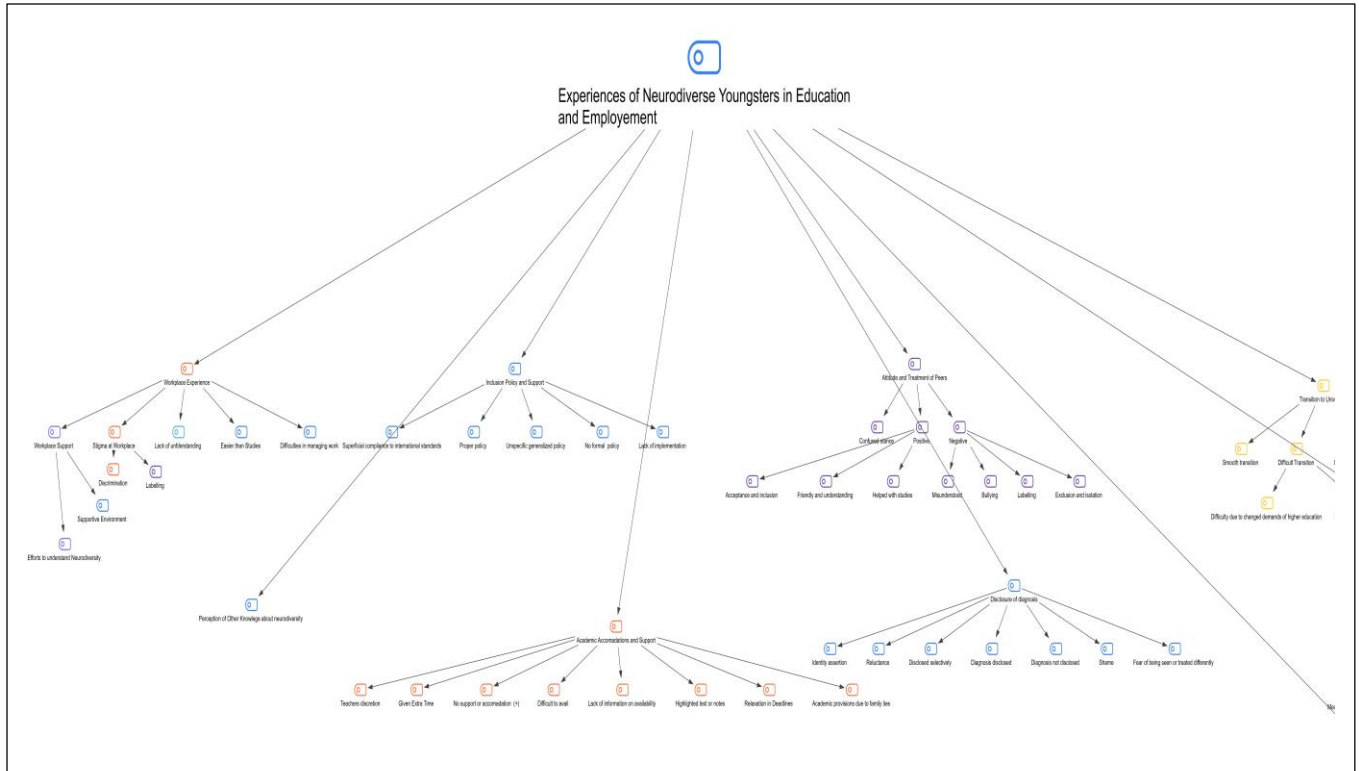 Experiences of Neurodiverse Youngsters in Education
and Employement
Workplace Experience
Inclusion Policy and Support
Attitude and Treatment of Peers
Transition to Univ
Workplace Support
Stigma at Workplace
Lack of unfderstanding
Easier than Studies
Difficulties in managing work
Superficial compliance to international standards
Proper policy
Unspecific generalized policy
No formal policy
Lack of implementation
Confused stance
Positive
Negative
Smooth transition
Difficult Transition
Discrimination
Labelling
Supportive Environment
Efforts to understand Neurodiversity
Acceptance and inclusion
Friendly and understanding
Helped with studies
Misunderstood
Bullying
Labelling
Exclusion and isolation
Difficulty due to changed demands of higher education
Perception of Other Knowlege about neurodiversity
Disclosure of diagnosis
Academic Accomadations and Support
Identity assertion
Reluctance
Disclosed selectively
Diagnosis disclosed
Diagnosis not disclosed
Shame
Fear of being seen or treated differently
Teachers discretion
Given Extra Time
No support or accomadation (+)
Difficult to avail
Lack of information on availability
Highlighted text or notes
Relaxation in Deadlines
Academic provisions due to family ties